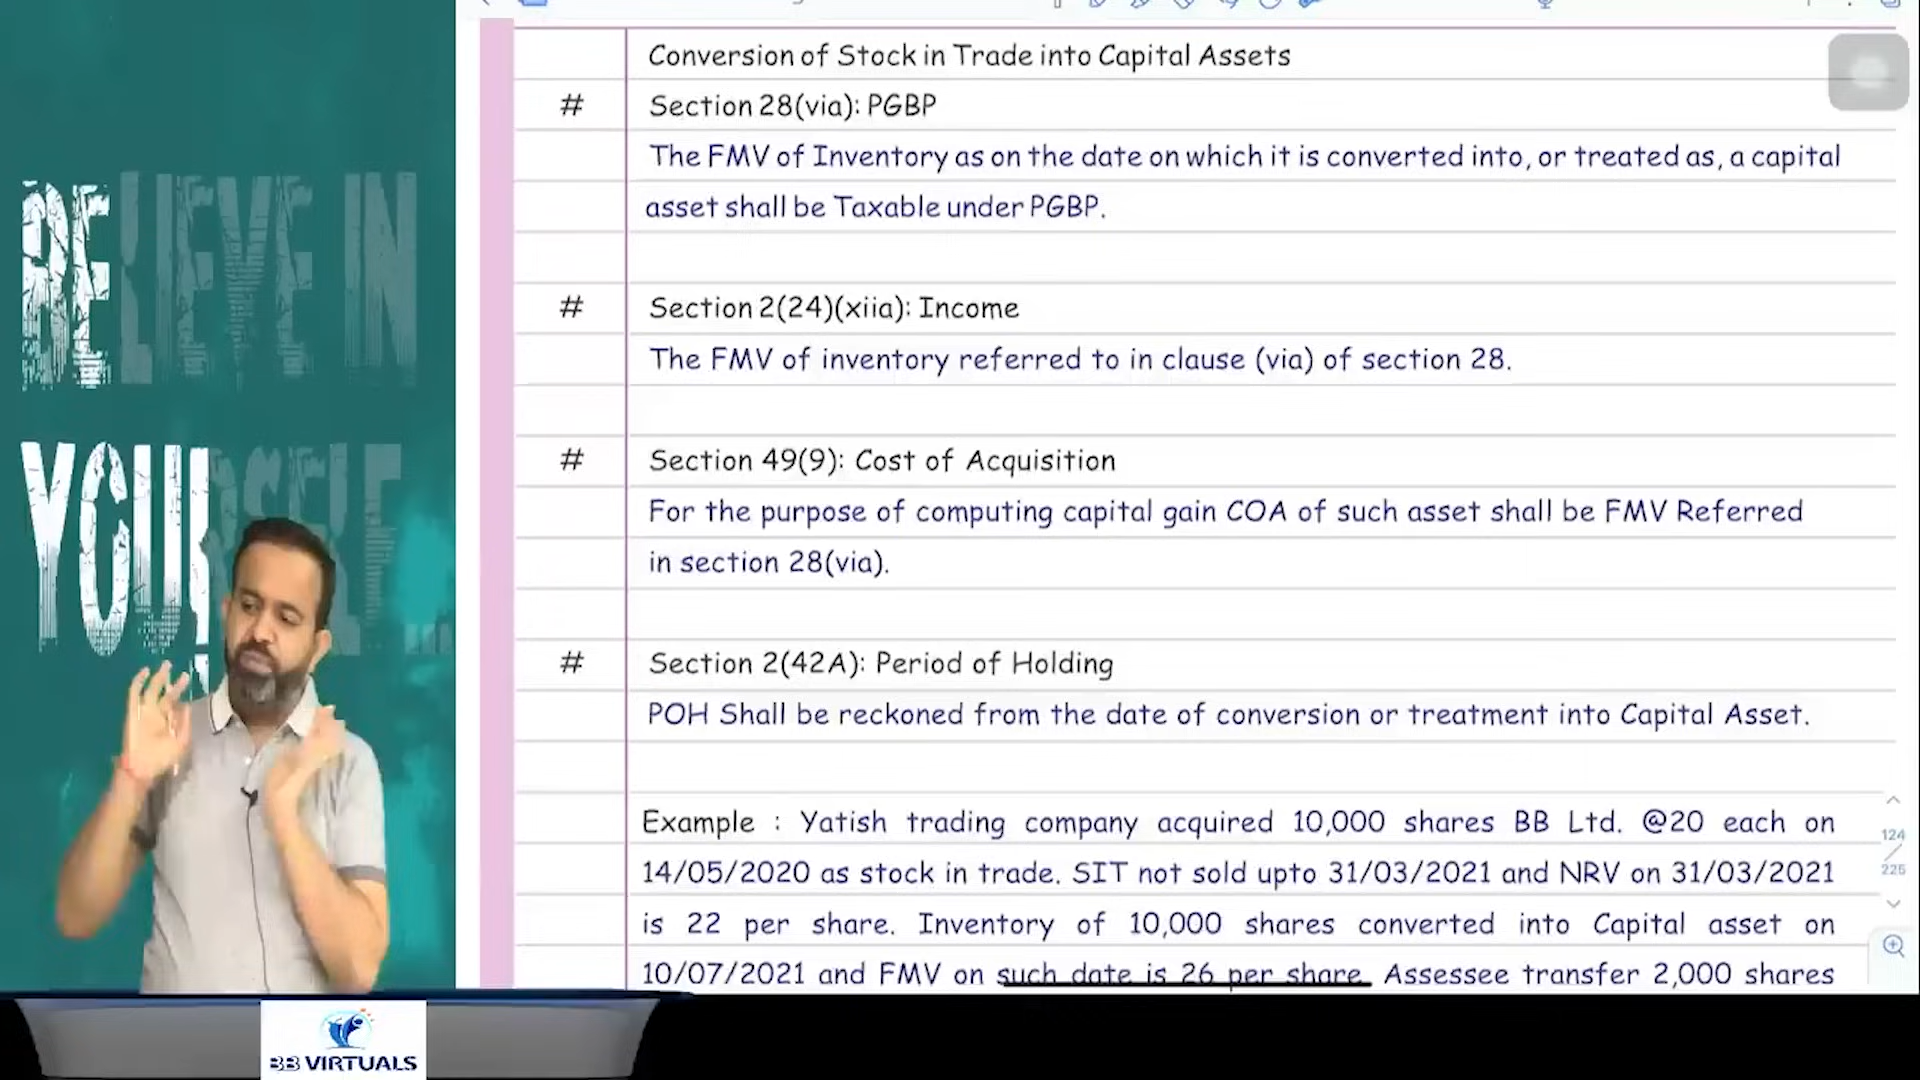 BELIEVE IN
Conversion of Stock in Trade into Capital Assets
# Section 28(via): PGBP
The FMV of Inventory as on the date on which it is converted into, or treated as, a capital
asset shall be Taxable under PGBP.
# Section 2(24)(xiia): Income
The FMV of inventory referred to in clause (via) of section 28.
# Section 49(9): Cost of Acquisition
For the purpose of computing capital gain COA of such asset shall be FMV Referred
in section 28(via).
# Section 2(42A): Period of Holding
POH Shall be reckoned from the date of conversion or treatment into Capital Asset.
Example : Yatish trading company acquired 10,000 shares BB Ltd. @20 each on
14/05/2020 as stock in trade. SIT not sold upto 31/03/2021 and NRV on 31/03/2021
is 22 per share. Inventory of 10,000 shares converted into Capital asset on
10/07/2021 and FMV on such date is 26 per share. Assessee transfer 2,000 shares
124
225
BB VIRTUALS